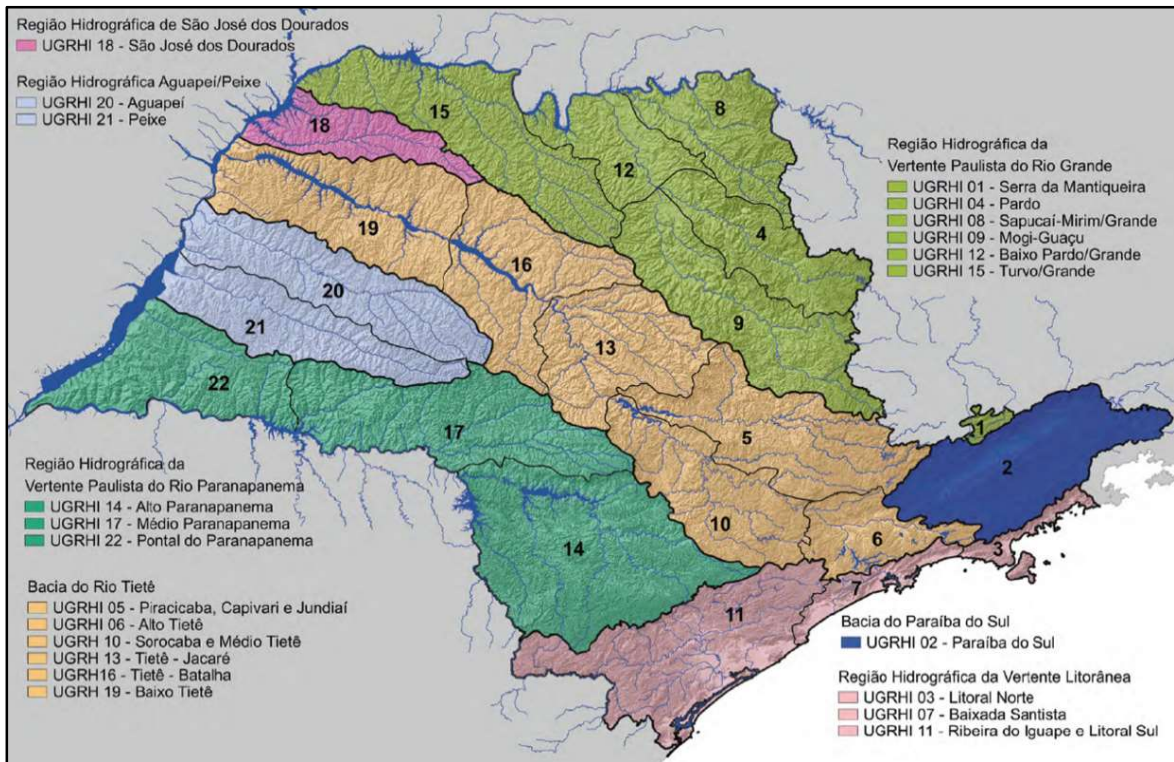 Região Hidrográfica de São José dos Dourados
UGRHI 18 - São José dos Dourados
Região Hidrográfica Aguapeí/Peixe
UGRHI 20 - Aguapeí
UGRHI 21 - Peixe
Região Hidrográfica da
Vertente Paulista do Rio Grande
UGRHI 01 - Serra da Mantiqueira
UGRHI 04 - Pardo
UGRHI 08 - Sapucaí-Mirim/Grande
UGRHI 09 - Mogi-Guaçu
UGRHI 12 - Baixo Pardo/Grande
UGRHI 15 - Turvo/Grande
15
8
18
12
19
16
4
20
9
21
13
22
17
5
1
2
10
6
14
3
7
11
Região Hidrográfica da
Vertente Paulista do Rio Paranapanema
UGRHI 14 - Alto Paranapanema
UGRHI 17 - Médio Paranapanema
UGRHI 22 - Pontal do Paranapanema
Bacia do Rio Tietê
UGRHI 05 - Piracicaba, Capivari e Jundiaí
UGRHI 06 - Alto Tietê
UGRH 10 - Sorocaba e Médio Tietê
UGRH 13 - Tietê - Jacaré
UGRH16 - Tietê - Batalha
UGRH 19 - Baixo Tietê
Bacia do Paraíba do Sul
UGRHI 02 - Paraíba do Sul
Região Hidrográfica da Vertente Litorânea
UGRHI 03 - Litoral Norte
UGRHI 07 - Baixada Santista
UGRHI 11 - Ribeira do Iguape e Litoral Sul